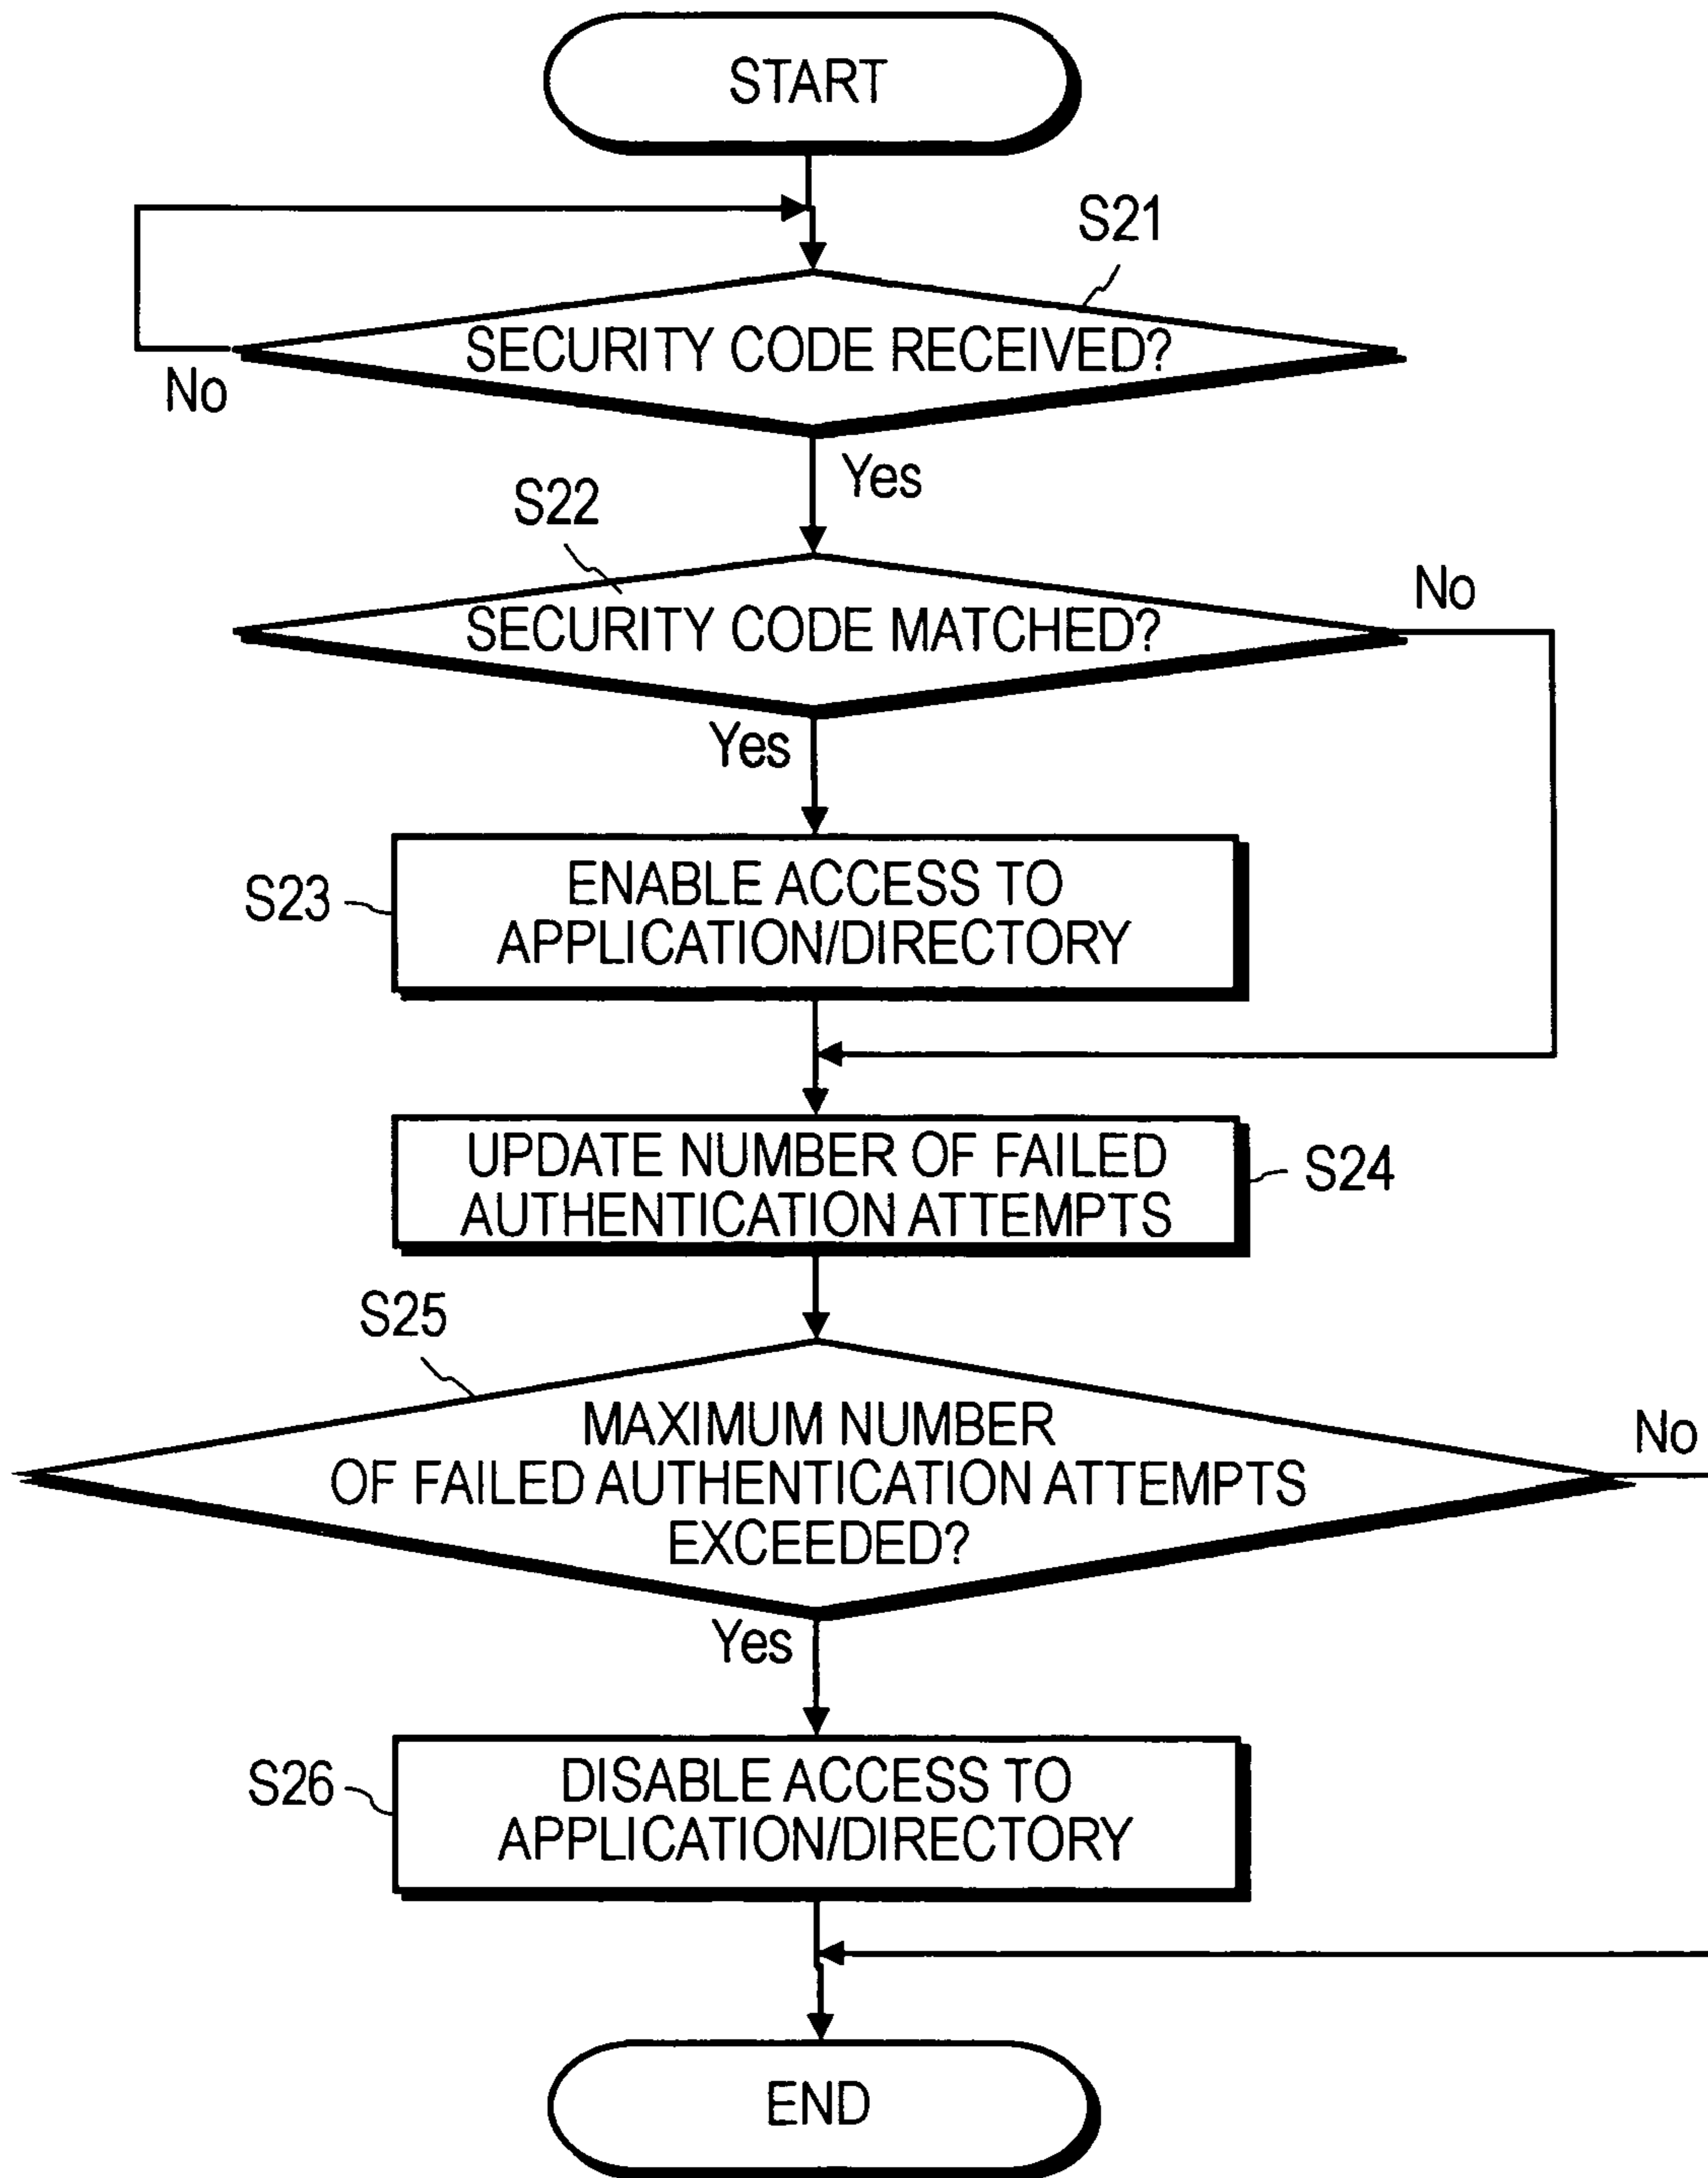 START
S21
SECURITY CODE RECEIVED?
No
Yes
S22
No
SECURITY CODE MATCHED?
Yes
S23
ENABLE ACCESS TO
APPLICATION/DIRECTORY
UPDATE NUMBER OF FAILED
AUTHENTICATION ATTEMPTS
S24
S25
MAXIMUM NUMBER
OF FAILED AUTHENTICATION ATTEMPTS
EXCEEDED?
No
Yes
S26
DISABLE ACCESS TO
APPLICATION/DIRECTORY
END